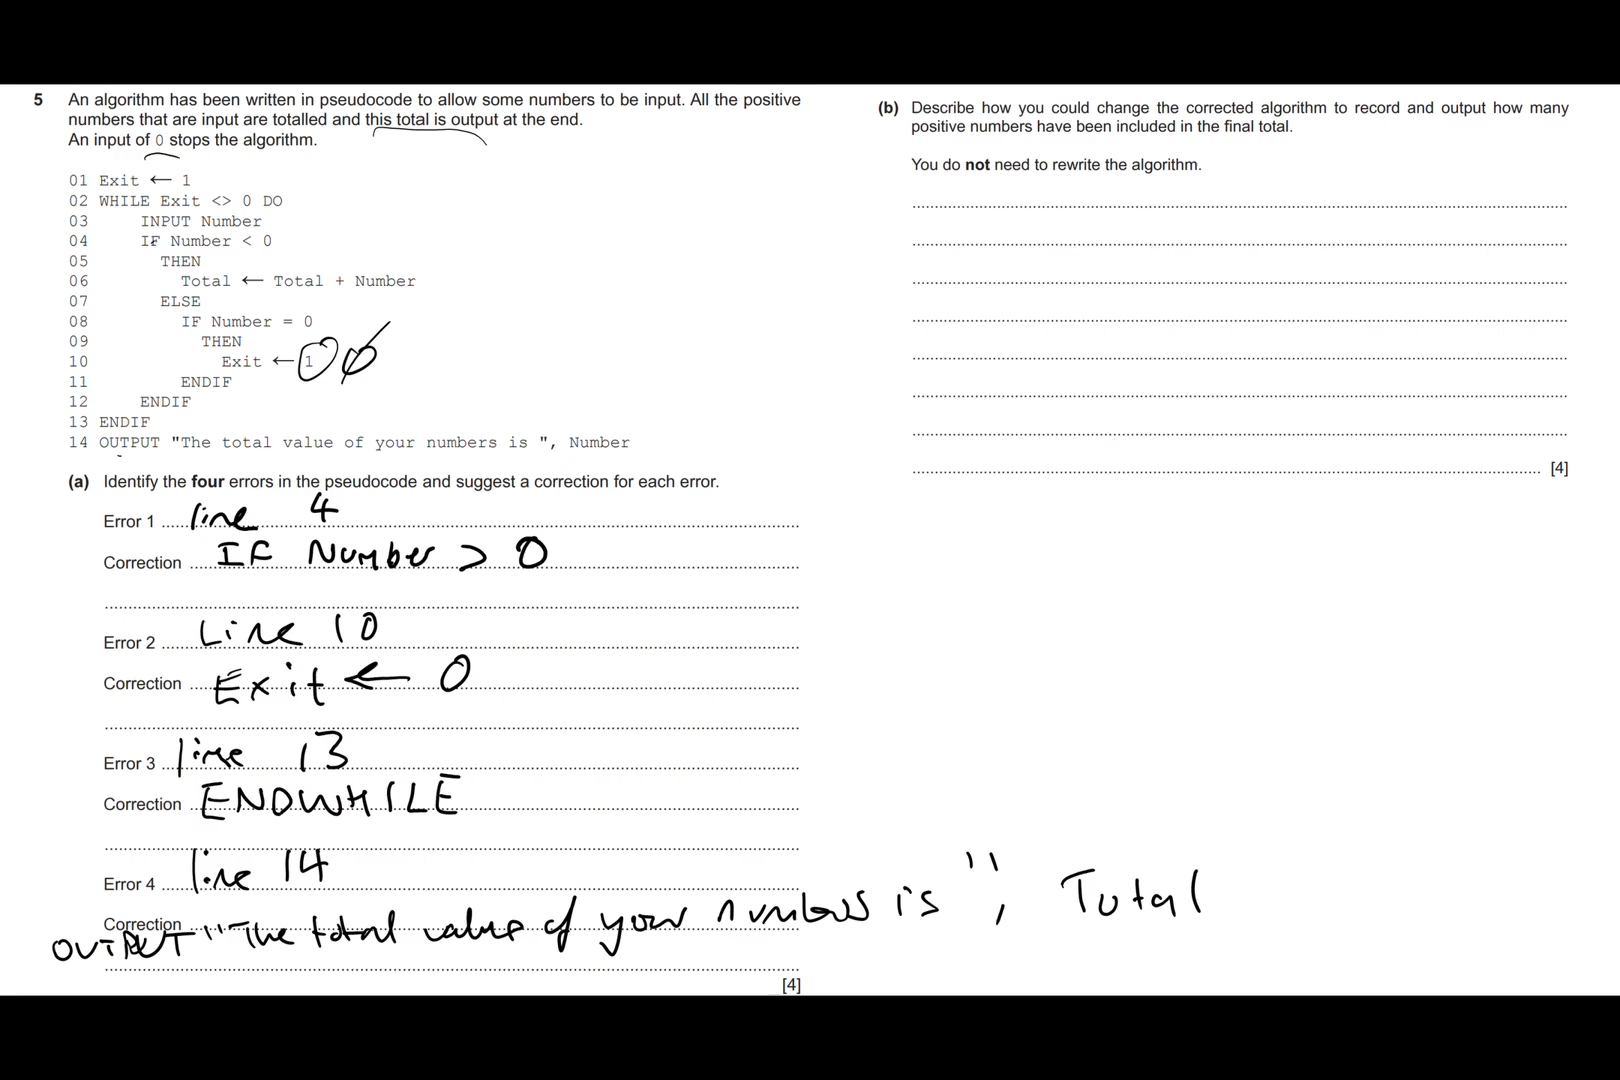 5 An algorithm has been written in pseudocode to allow some numbers to be input. All the positive
numbers that are input are totalled and this total is output at the end.
An input of 0 stops the algorithm.
01 Exit ← 1
02 WHILE Exit <> 0 DO
03 INPUT Number
04 IF Number < 0
05 THEN
06 Total ← Total + Number
07 ELSE
08 IF Number = 0
09 THEN
10 Exit ← 1 0
11 ENDIF
12 ENDIF
13 ENDIF
14 OUTPUT "The total value of your numbers is ", Number
(a) Identify the four errors in the pseudocode and suggest a correction for each error.
Error 1 line 4
Correction IF Number > 0
Error 2 Line 10
Correction Exit ← 0
Error 3 line 13
Correction ENDWHILE
Error 4 line 14
Correction
OUTPUT "The total value of your numbers is ", Total
[4]
(b) Describe how you could change the corrected algorithm to record and output how many
positive numbers have been included in the final total.
You do not need to rewrite the algorithm.
[4]